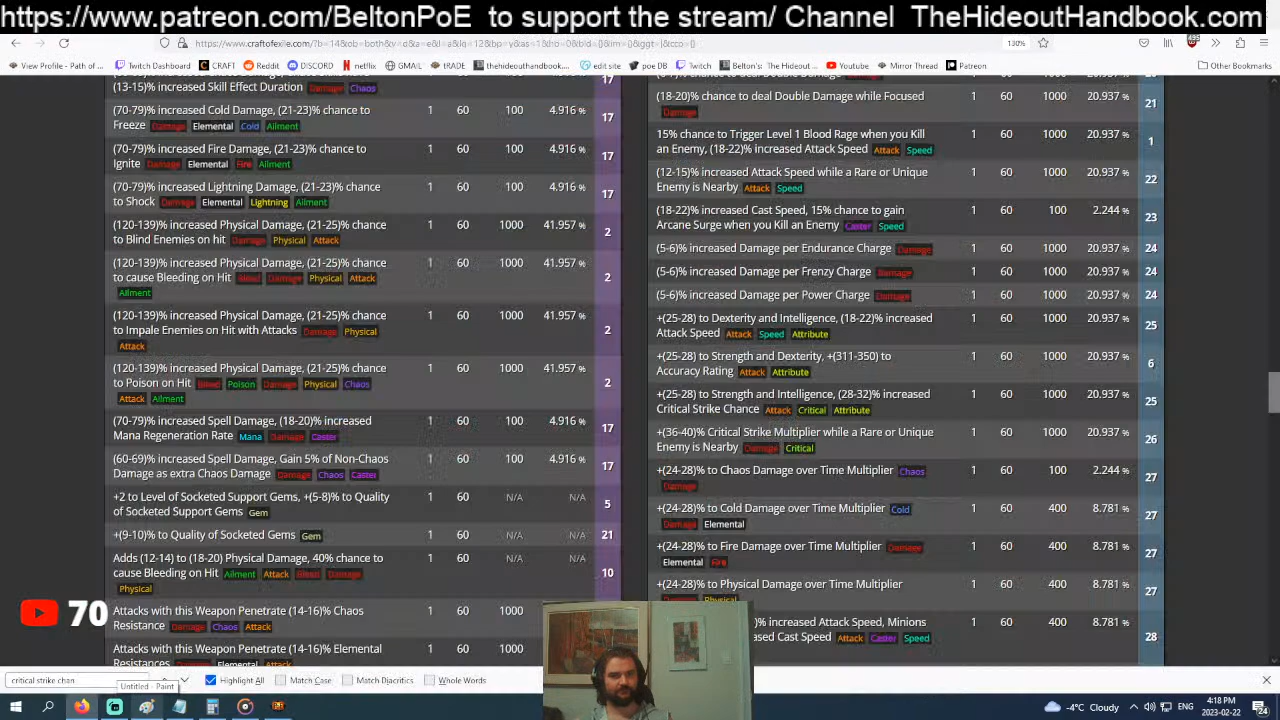 https://www.patreon.com/BeltonPoE  to support the stream/ Channel  TheHideoutHandbook.com
View Profile - Path of ... Twitch Dashboard CRAFT Reddit DISCORD netflix GMAIL tRADE thehideouthandbook,... edit site poe DB Twitch Belton's: The Hideout ... Youtube Mirror Thread Patreon Other Bookmarks
130%
17
(13-15)% increased Skill Effect Duration Damage Chaos
(70-79)% increased Cold Damage, (21-23)% chance to 1 60 100 4.916 % 17
Freeze Damage Elemental Cold Ailment
(70-79)% increased Fire Damage, (21-23)% chance to 1 60 100 4.916 % 17
Ignite Damage Elemental Fire Ailment
(70-79)% increased Lightning Damage, (21-23)% chance 1 60 100 4.916 % 17
to Shock Damage Elemental Lightning Ailment
(120-139)% increased Physical Damage, (21-25)% chance 1 60 1000 41.957 % 2
to Blind Enemies on hit Damage Physical Attack
(120-139)% increased Physical Damage, (21-25)% chance 1 60 1000 41.957 % 2
to cause Bleeding on Hit Bleed Damage Physical Attack
Ailment
(120-139)% increased Physical Damage, (21-25)% chance 1 60 1000 41.957 % 2
to Impale Enemies on Hit with Attacks Damage Physical
Attack
(120-139)% increased Physical Damage, (21-25)% chance 1 60 1000 41.957 % 2
to Poison on Hit Bleed Poison Damage Physical Chaos
Attack Ailment
(70-79)% increased Spell Damage, (18-20)% increased 1 60 100 4.916 % 17
Mana Regeneration Rate Mana Damage Caster
(60-69)% increased Spell Damage, Gain 5% of Non-Chaos 1 60 100 4.916 % 17
Damage as extra Chaos Damage Damage Chaos Caster
+2 to Level of Socketed Support Gems, +(5-8)% to Quality 1 60 N/A N/A 5
of Socketed Support Gems Gem
+(9-10)% to Quality of Socketed Gems Gem 1 60 N/A N/A 21
Adds (12-14) to (18-20) Physical Damage, 40% chance to 1 60 N/A N/A 10
cause Bleeding on Hit Ailment Attack Bleed Damage
Physical
Attacks with this Weapon Penetrate (14-16)% Chaos 1 60 1000
Resistance Damage Chaos Attack
Attacks with this Weapon Penetrate (14-16)% Elemental 1 60 1000
Resistances Damage Elemental Attack
(18-20)% chance to deal Double Damage while Focused 1 60 1000 20.937 % 21
Damage
15% chance to Trigger Level 1 Blood Rage when you Kill 1 60 1000 20.937 % 1
an Enemy, (18-22)% increased Attack Speed Attack Speed
(12-15)% increased Attack Speed while a Rare or Unique 1 60 1000 20.937 % 22
Enemy is Nearby Attack Speed
(18-22)% increased Cast Speed, 15% chance to gain 1 60 100 2.244 % 23
Arcane Surge when you Kill an Enemy Caster Speed
(5-6)% increased Damage per Endurance Charge Damage 1 60 1000 20.937 % 24
(5-6)% increased Damage per Frenzy Charge Damage 1 60 1000 20.937 % 24
(5-6)% increased Damage per Power Charge Damage 1 60 1000 20.937 % 24
+(25-28) to Dexterity and Intelligence, (18-22)% increased 1 60 1000 20.937 % 25
Attack Speed Attack Speed Attribute
+(25-28) to Strength and Dexterity, +(311-350) to 1 60 1000 20.937 % 6
Accuracy Rating Attack Attribute
+(25-28) to Strength and Intelligence, (28-32)% increased 1 60 1000 20.937 % 25
Critical Strike Chance Attack Critical Attribute
+(36-40)% Critical Strike Multiplier while a Rare or Unique 1 60 1000 20.937 % 26
Enemy is Nearby Damage Critical
+(24-28)% to Chaos Damage over Time Multiplier Chaos 1 60 100 2.244 % 27
Damage
+(24-28)% to Cold Damage over Time Multiplier Cold 1 60 400 8.781 % 27
Damage Elemental
+(24-28)% to Fire Damage over Time Multiplier Damage 1 60 400 8.781 % 27
Elemental Fire
+(24-28)% to Physical Damage over Time Multiplier 1 60 400 8.781 % 27
Physical
% increased Attack Speed, Minions 1 60 400 8.781 % 28
Cast Speed Attack Caster Speed
70
critical strike chan Highlight All Match Case Match Diacritics Whole Words
Untitled - Paint
-4°C Cloudy ENG 4:18 PM
2023-02-22 24